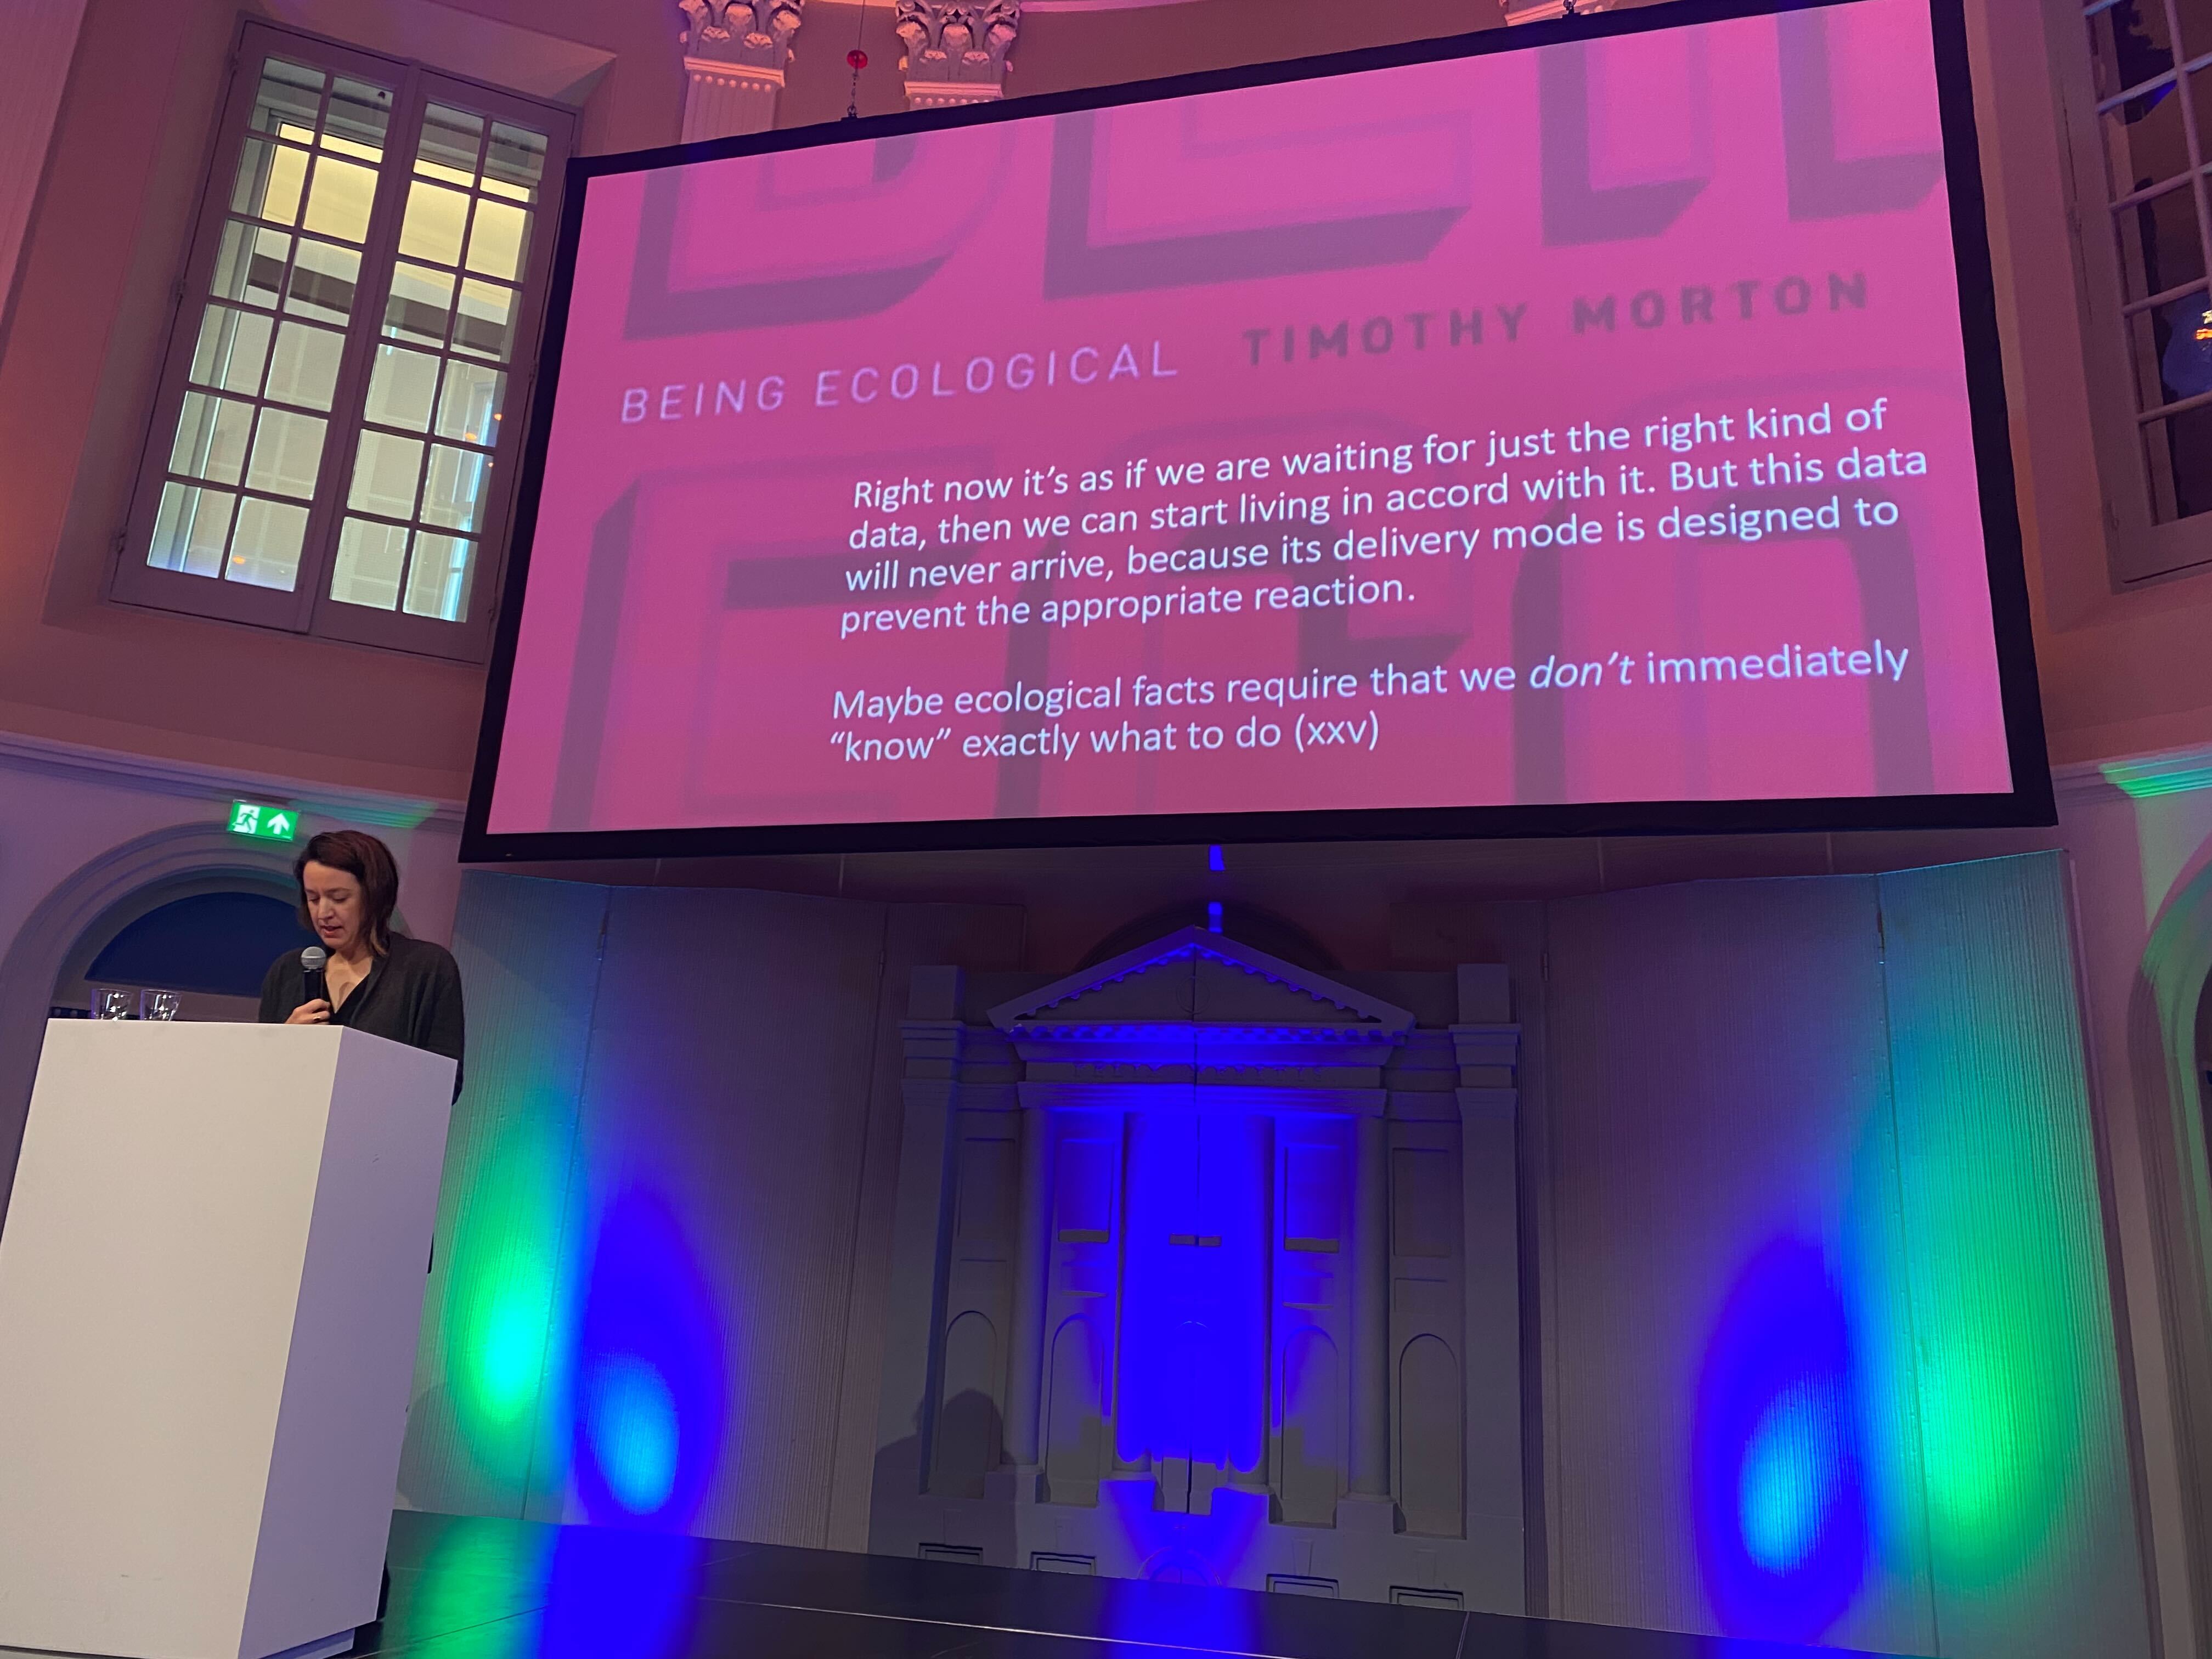 BEING ECOLOGICAL TIMOTHY MORTON
Right now it’s as if we are waiting for just the right kind of
data, then we can start living in accord with it. But this data
will never arrive, because its delivery mode is designed to
prevent the appropriate reaction.
Maybe ecological facts require that we don’t immediately
“know” exactly what to do (xxv)